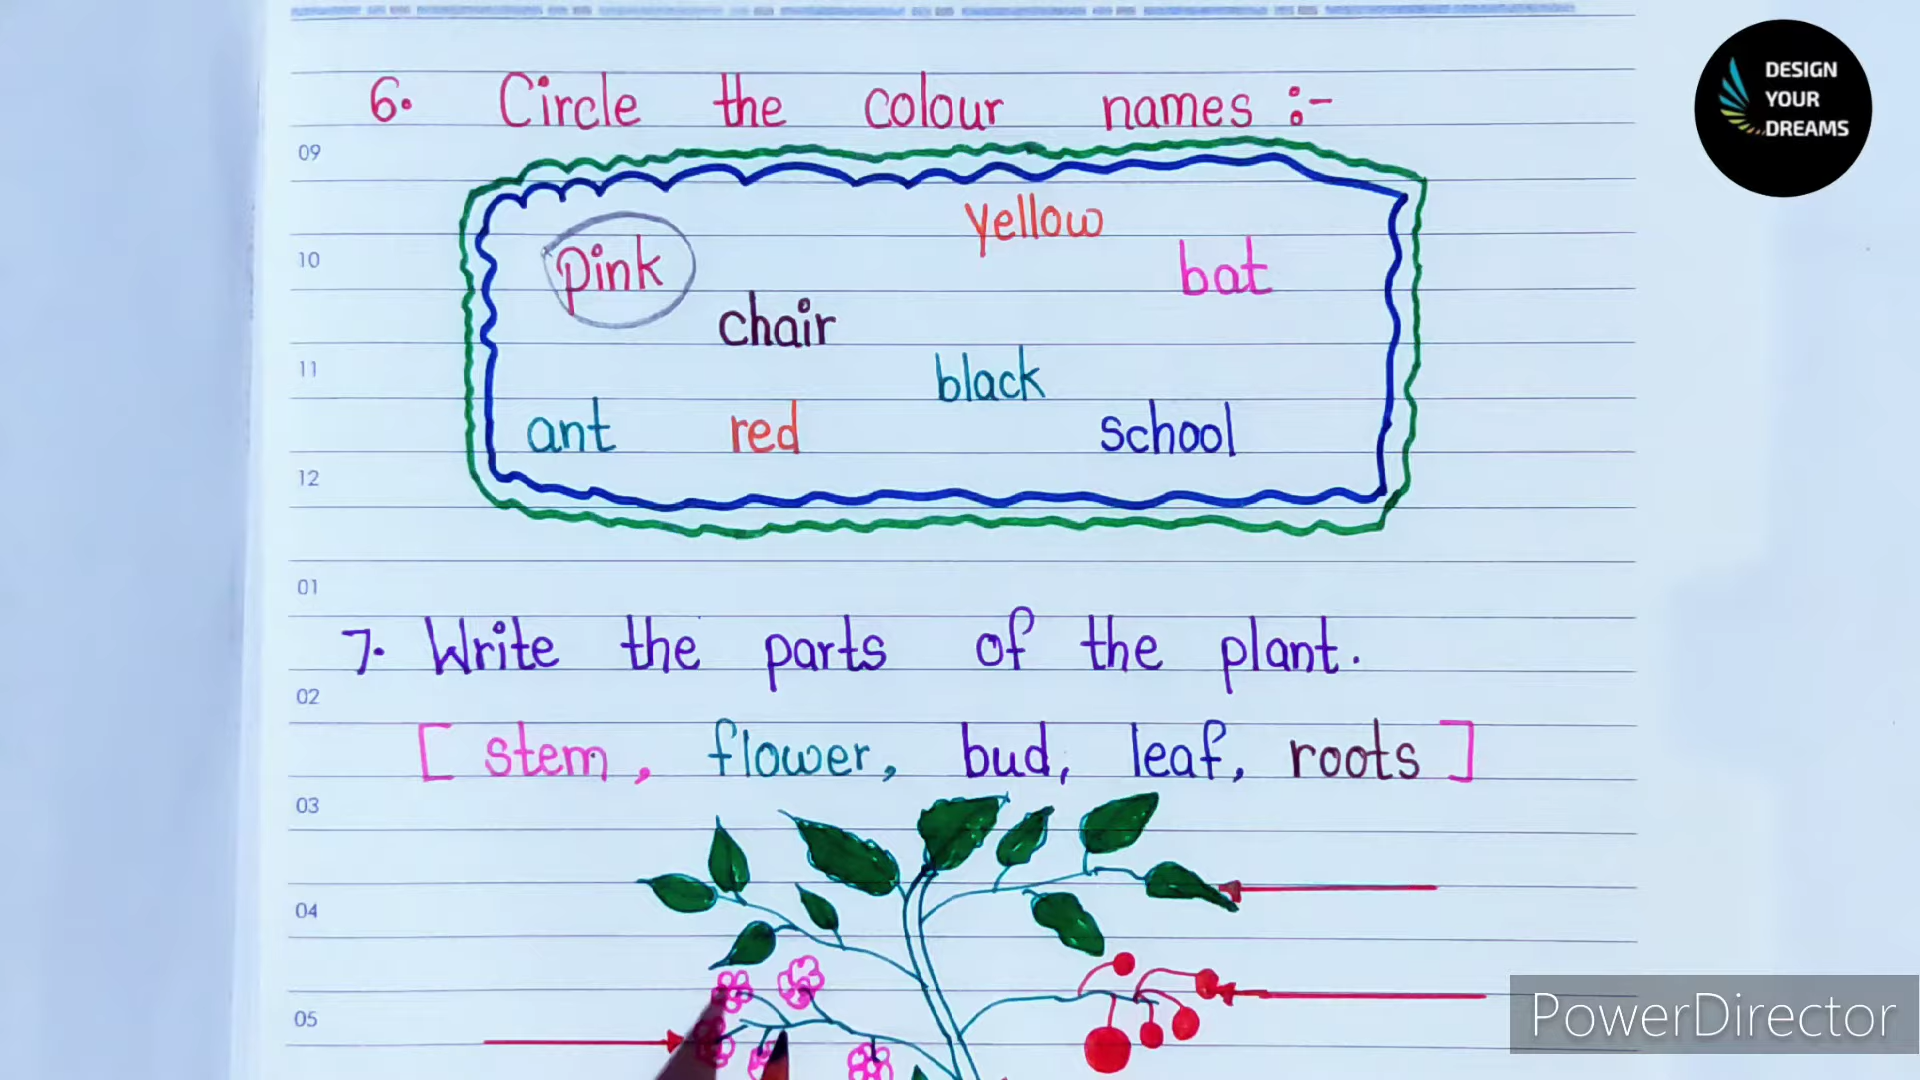 DESIGN
YOUR
DREAMS
6. Circle the colour names :-
09
yellow
10
pink
bat
chair
11
black
ant red school
12
01
7. Write the parts of the plant.
02
[ stem, flower, bud, leaf, roots ]
03
04
05
PowerDirector